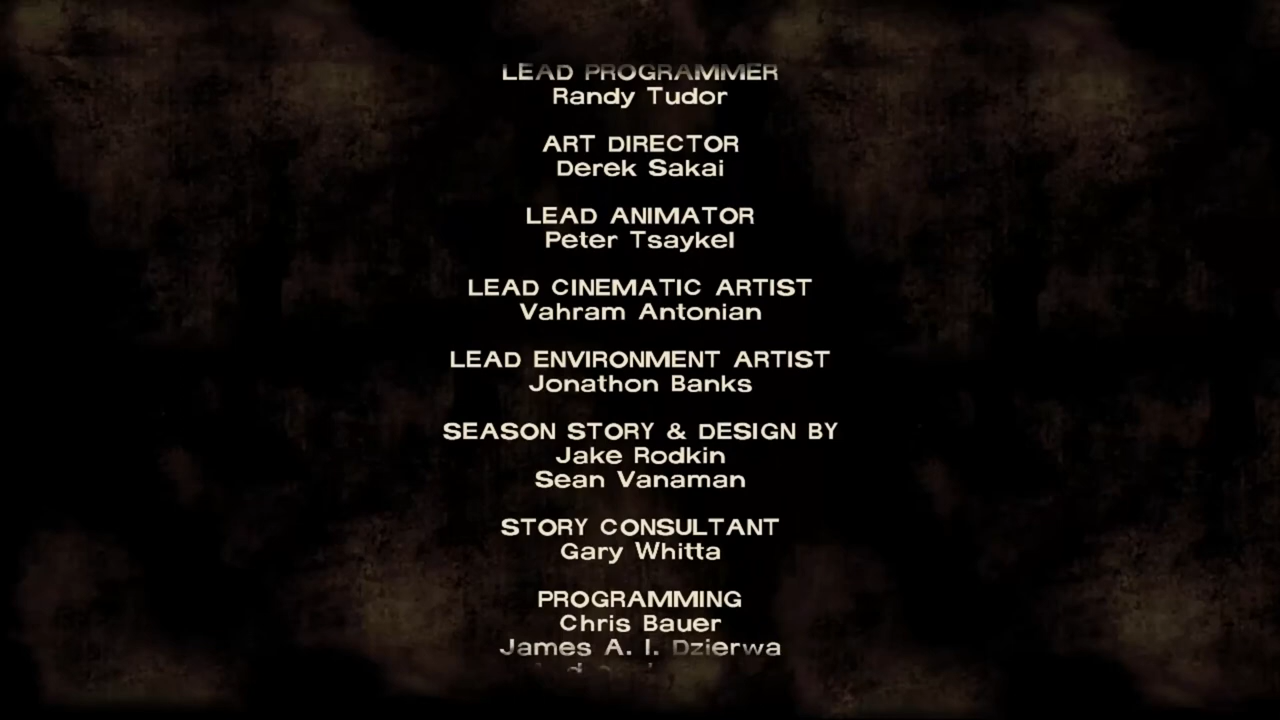 LEAD PROGRAMMER
Randy Tudor
ART DIRECTOR
Derek Sakai
LEAD ANIMATOR
Peter Tsaykel
LEAD CINEMATIC ARTIST
Vahram Antonian
LEAD ENVIRONMENT ARTIST
Jonathon Banks
SEASON STORY & DESIGN BY
Jake Rodkin
Sean Vanaman
STORY CONSULTANT
Gary Whitta
PROGRAMMING
Chris Bauer
James A. I. Dzierwa